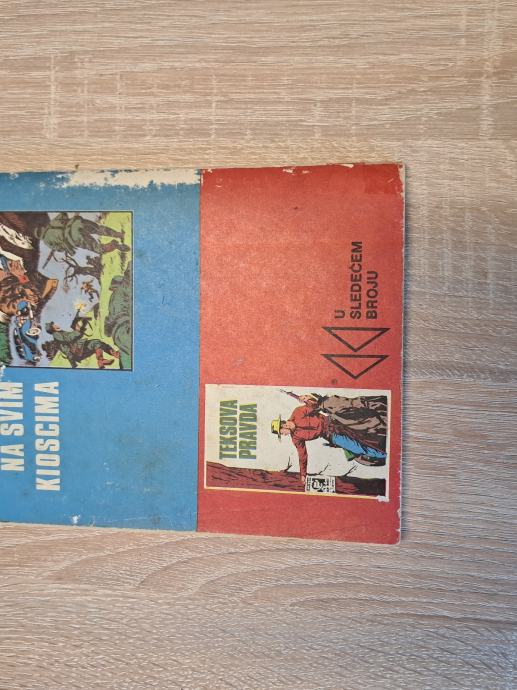 NA SVIM
KIOSCIMA
TEKSOVA
PRAVDA
U
SLEDEĆEM
BROJU